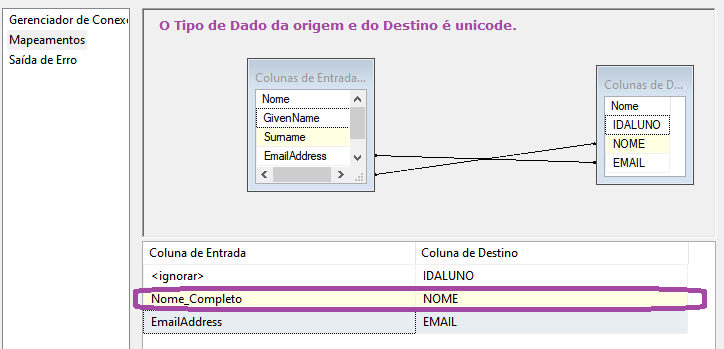 Gerenciador de Conexõ
Mapeamentos
Saída de Erro
O Tipo de Dado da origem e do Destino é unicode.
Colunas de Entrada...
Nome
GivenName
Surname
EmailAddress
Colunas de D...
Nome
IDALUNO
NOME
EMAIL
Coluna de Entrada Coluna de Destino
<ignorar> IDALUNO
Nome_Completo NOME
EmailAddress EMAIL